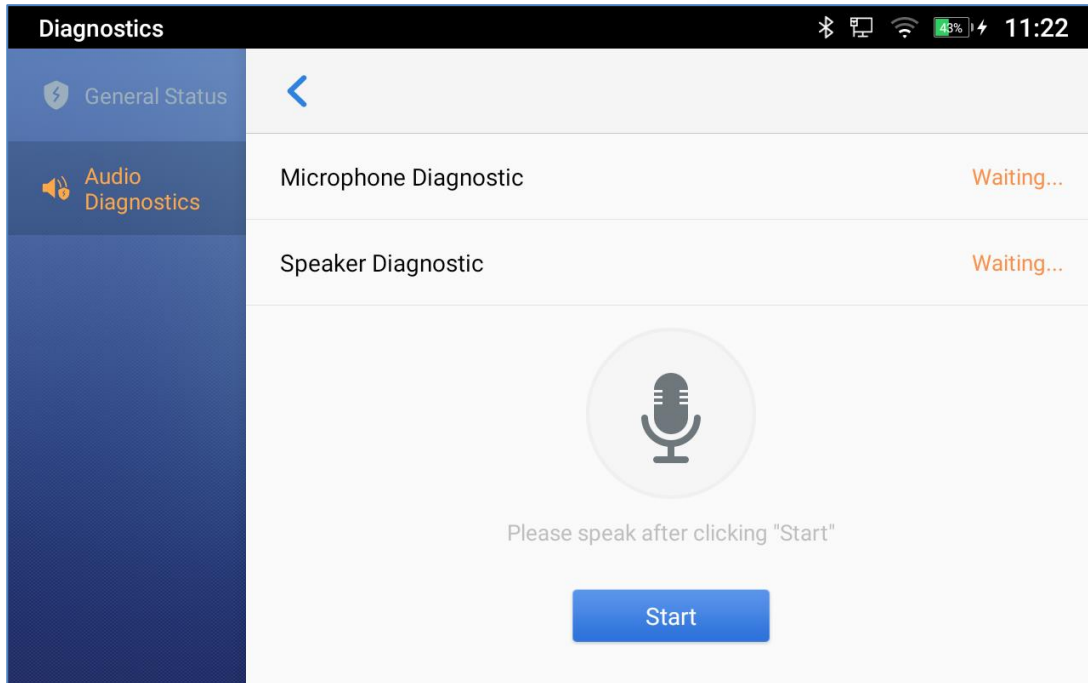 Diagnostics
43%
11:22
General Status
Audio
Diagnostics
Microphone Diagnostic
Waiting...
Speaker Diagnostic
Waiting...
Please speak after clicking "Start"
Start